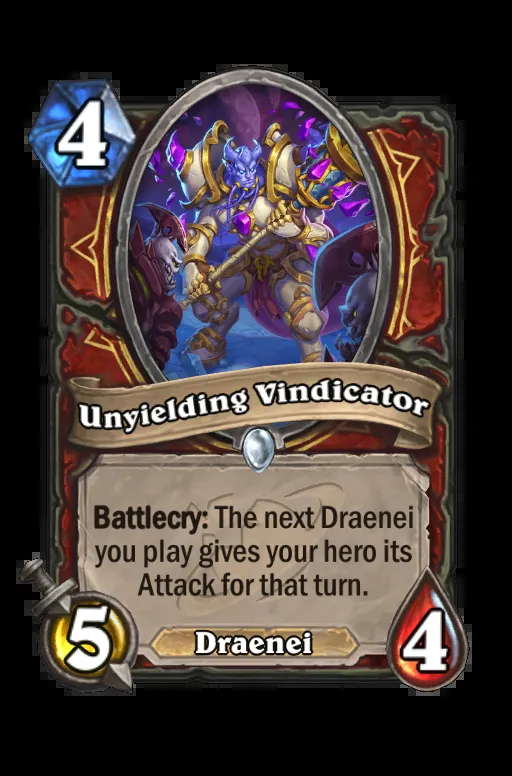 4
Unyielding Vindicator
Battlecry: The next Draenei
you play gives your hero its
Attack for that turn.
5
Draenei
4